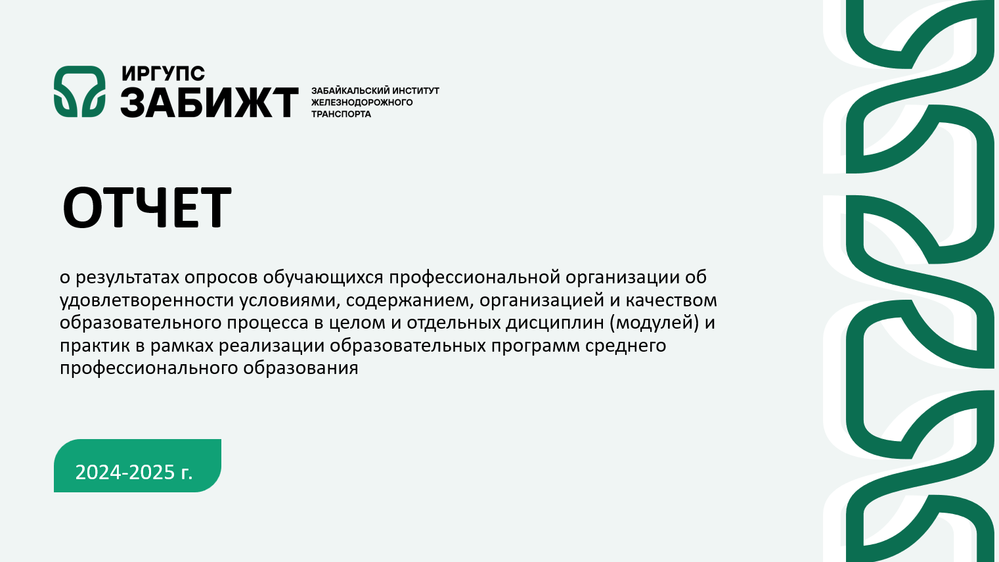 ИРГУПС
ЗАБИЖТ
ЗАБАЙКАЛЬСКИЙ ИНСТИТУТ
ЖЕЛЕЗНОДОРОЖНОГО
ТРАНСПОРТА
ОТЧЕТ
о результатах опросов обучающихся профессиональной организации об
удовлетворенности условиями, содержанием, организацией и качеством
образовательного процесса в целом и отдельных дисциплин (модулей) и
практик в рамках реализации образовательных программ среднего
профессионального образования
2024-2025 г.